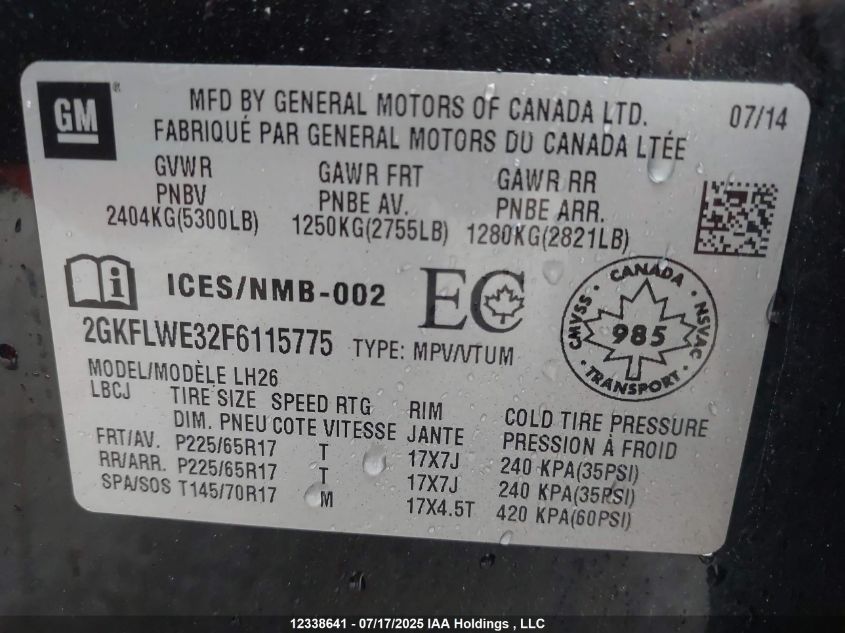 GM
MFD BY GENERAL MOTORS OF CANADA LTD. 07/14
FABRIQUÉ PAR GENERAL MOTORS DU CANADA LTÉE
GVWR GAWR FRT GAWR RR
PNBV PNBE AV. PNBE ARR.
2404KG(5300LB) 1250KG(2755LB) 1280KG(2821LB)
ICES/NMB-002 EC
CANADA
CMVSS 985 NSVAC
TRANSPORT
2GKFLWE32F6115775 TYPE: MPV/VTUM
MODEL/MODÈLE LH26
LBCJ TIRE SIZE SPEED RTG RIM COLD TIRE PRESSURE
DIM. PNEU COTE VITESSE JANTE PRESSION À FROID
FRT/AV. P225/65R17 T 17X7J 240 KPA(35PSI)
RR/ARR. P225/65R17 T 17X7J 240 KPA(35PSI)
SPA/SOS T145/70R17 M 17X4.5T 420 KPA(60PSI)
12338641 - 07/17/2025 IAA Holdings , LLC